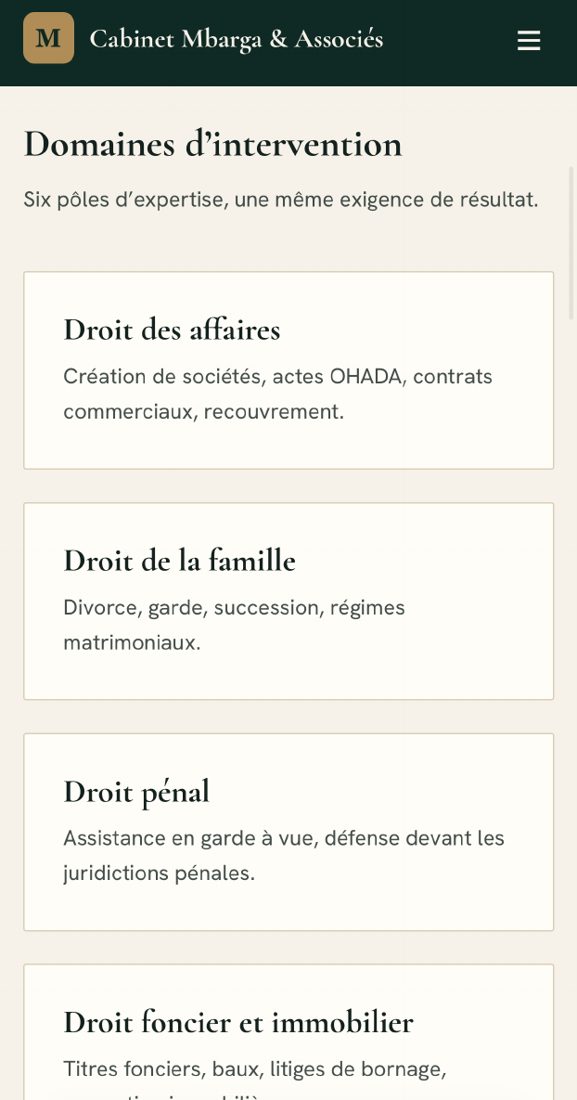 M
Cabinet Mbarga & Associés
Domaines d’intervention
Six pôles d’expertise, une même exigence de résultat.
Droit des affaires
Création de sociétés, actes OHADA, contrats
commerciaux, recouvrement.
Droit de la famille
Divorce, garde, succession, régimes
matrimoniaux.
Droit pénal
Assistance en garde à vue, défense devant les
juridictions pénales.
Droit foncier et immobilier
Titres fonciers, baux, litiges de bornage,